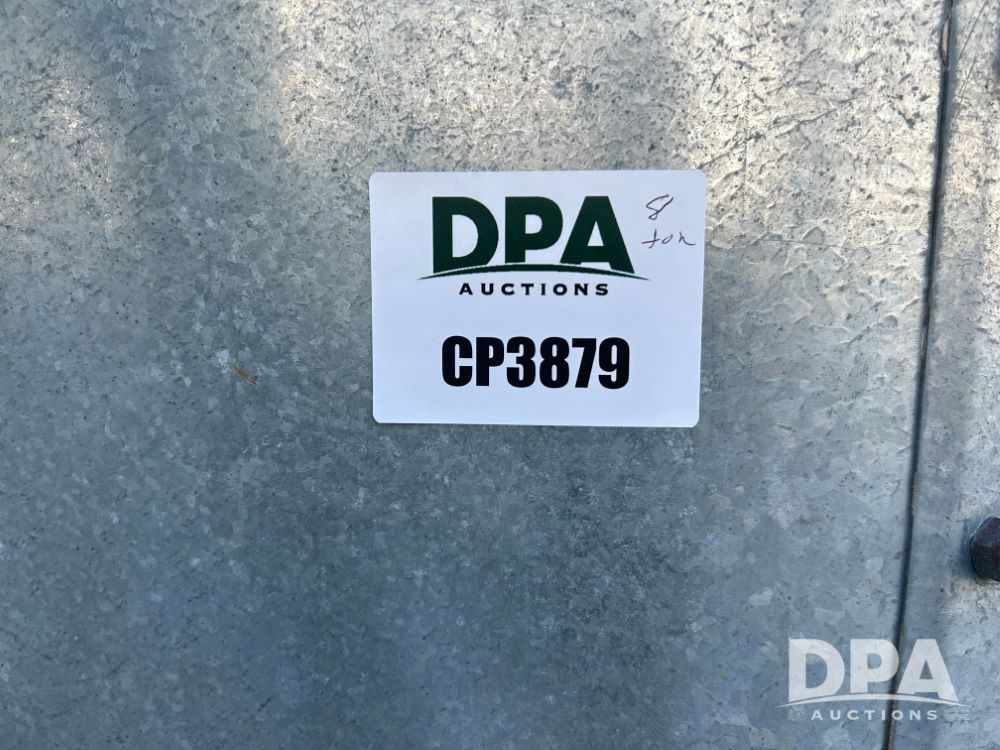 DPA
AUCTIONS
8
ton
CP3879
DPA
AUCTIONS